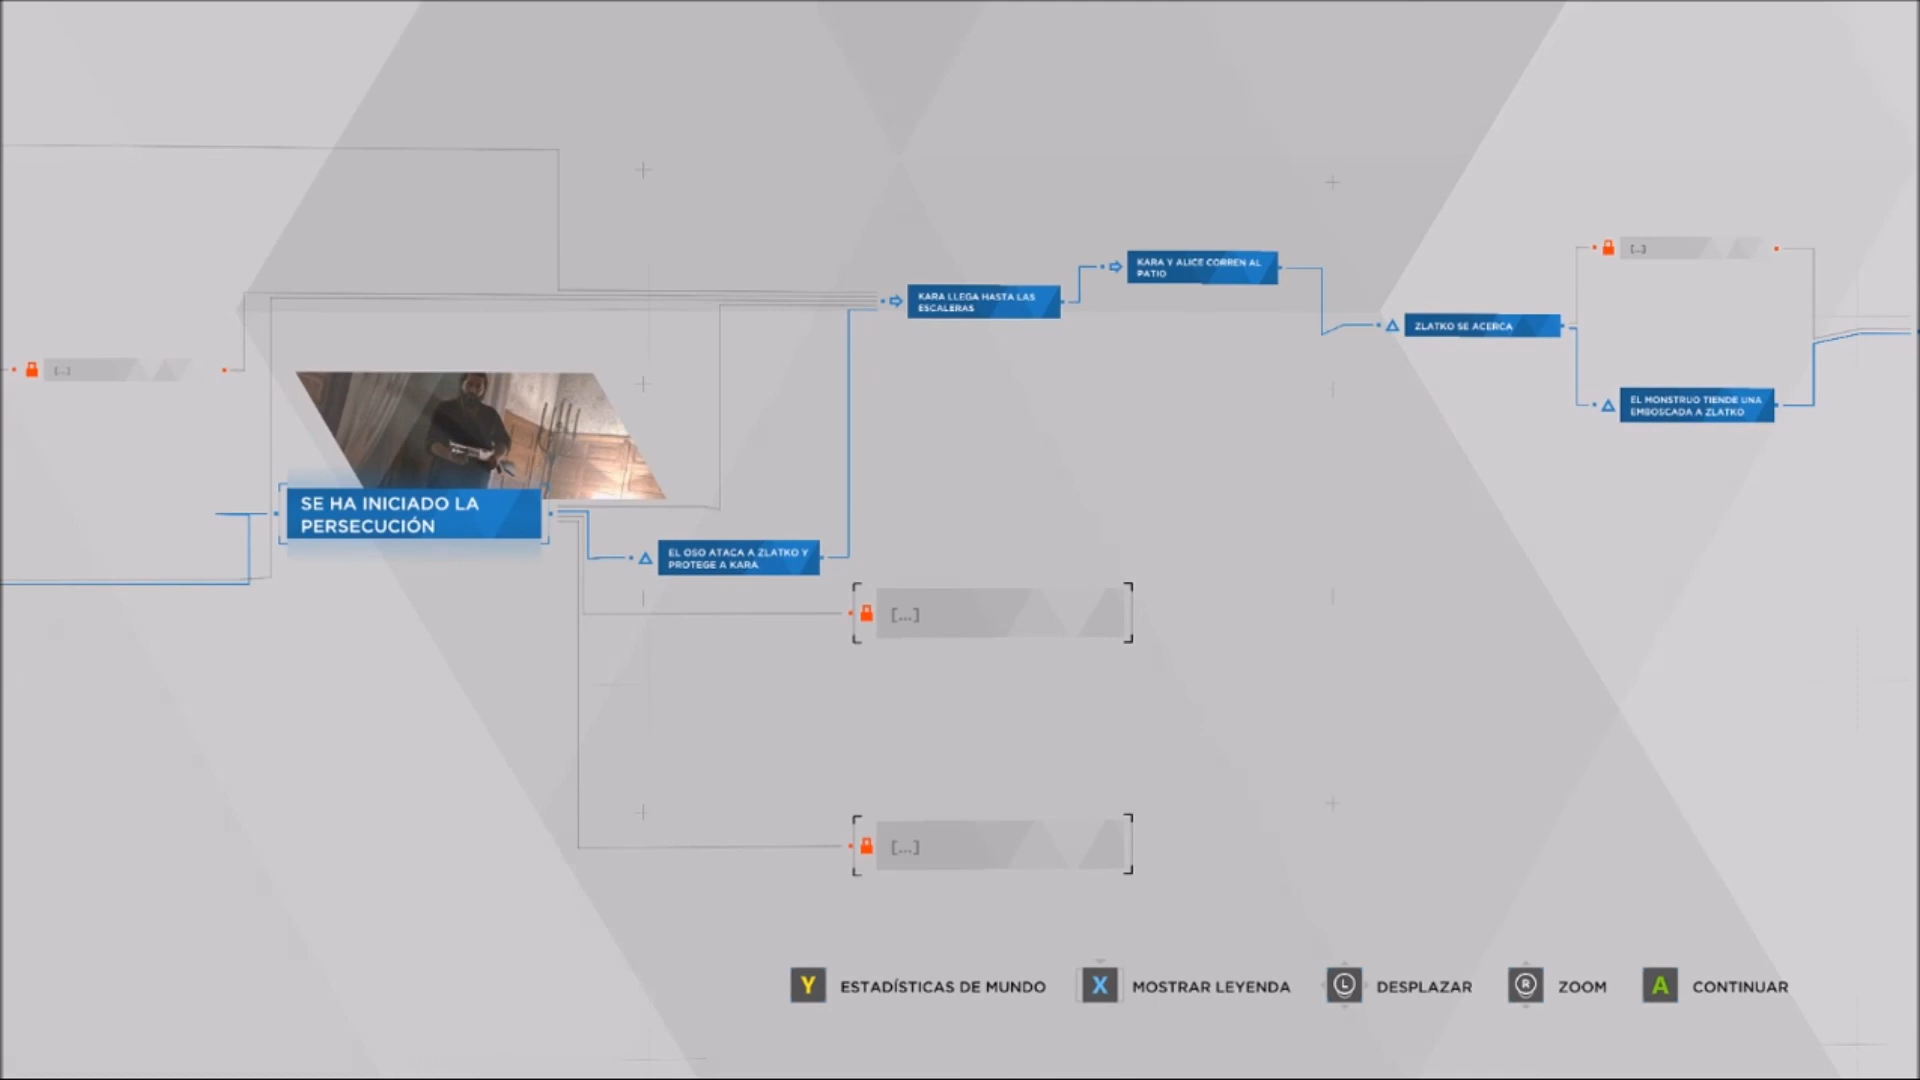 [...]
KARA Y ALICE CORREN AL
PATIO
KARA LLEGA HASTA LAS
ESCALERAS
ZLATKO SE ACERCA
[...]
EL MONSTRUO TIENDE UNA
EMBOSCADA A ZLATKO
SE HA INICIADO LA
PERSECUCIÓN
EL OSO ATACA A ZLATKO Y
PROTEGE A KARA
[...]
[...]
Y ESTADÍSTICAS DE MUNDO
X MOSTRAR LEYENDA
L DESPLAZAR
R ZOOM
A CONTINUAR